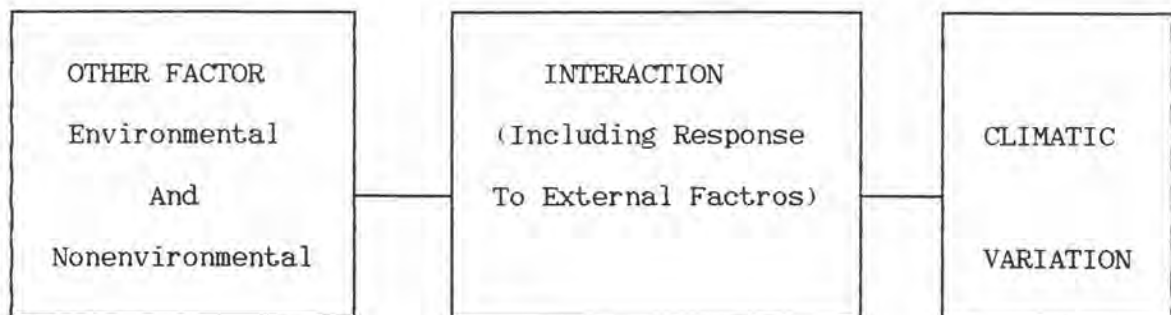 OTHER FACTOR
Environmental
And
Nonenvironmental
INTERACTION
(Including Response
To External Factros)
CLIMATIC
VARIATION